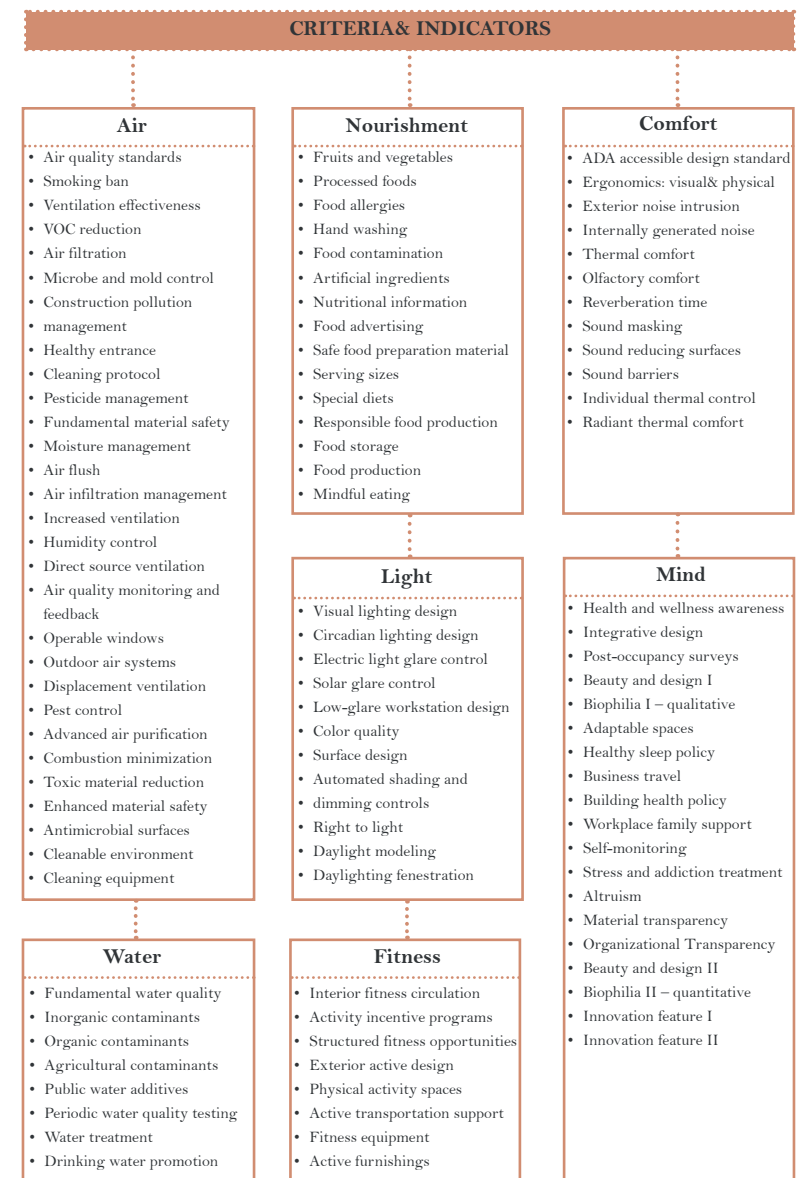 CRITERIA& INDICATORS
Air
• Air quality standards
• Smoking ban
• Ventilation effectiveness
• VOC reduction
• Air filtration
• Microbe and mold control
• Construction pollution
• management
• Healthy entrance
• Cleaning protocol
• Pesticide management
• Fundamental material safety
• Moisture management
• Air flush
• Air infiltration management
• Increased ventilation
• Humidity control
• Direct source ventilation
• Air quality monitoring and
feedback
• Operable windows
• Outdoor air systems
• Displacement ventilation
• Pest control
• Advanced air purification
• Combustion minimization
• Toxic material reduction
• Enhanced material safety
• Antimicrobial surfaces
• Cleanable environment
• Cleaning equipment
Water
• Fundamental water quality
• Inorganic contaminants
• Organic contaminants
• Agricultural contaminants
• Public water additives
• Periodic water quality testing
• Water treatment
• Drinking water promotion
Nourishment
• Fruits and vegetables
• Processed foods
• Food allergies
• Hand washing
• Food contamination
• Artificial ingredients
• Nutritional information
• Food advertising
• Safe food preparation material
• Serving sizes
• Special diets
• Responsible food production
• Food storage
• Food production
• Mindful eating
Light
• Visual lighting design
• Circadian lighting design
• Electric light glare control
• Solar glare control
• Low-glare workstation design
• Color quality
• Surface design
• Automated shading and
• dimming controls
• Right to light
• Daylight modeling
• Daylighting fenestration
Fitness
• Interior fitness circulation
• Activity incentive programs
• Structured fitness opportunities
• Exterior active design
• Physical activity spaces
• Active transportation support
• Fitness equipment
• Active furnishings
Comfort
• ADA accessible design standard
• Ergonomics: visual& physical
• Exterior noise intrusion
• Internally generated noise
• Thermal comfort
• Olfactory comfort
• Reverberation time
• Sound masking
• Sound reducing surfaces
• Sound barriers
• Individual thermal control
• Radiant thermal comfort
Mind
• Health and wellness awareness
• Integrative design
• Post-occupancy surveys
• Beauty and design I
• Biophilia I – qualitative
• Adaptable spaces
• Healthy sleep policy
• Business travel
• Building health policy
• Workplace family support
• Self-monitoring
• Stress and addiction treatment
• Altruism
• Material transparency
• Organizational Transparency
• Beauty and design II
• Biophilia II – quantitative
• Innovation feature I
• Innovation feature II